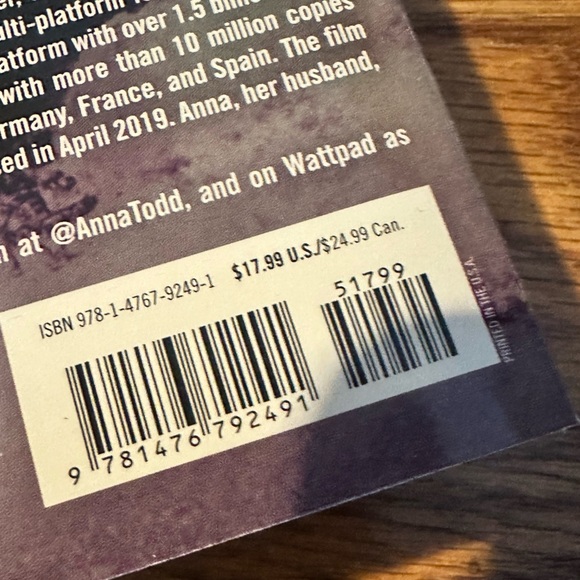 lti-platform
atform with over 1.5
with more than 10 million copies
rmany, France, and Spain. The film
ed in April 2019. Anna, her husband,
at @AnnaTodd, and on Wattpad as
ISBN 978-1-4767-9249-1 $17.99 U.S./$24.99 Can.
51799
9 781476 792491
PRINTED IN THE U.S.A.